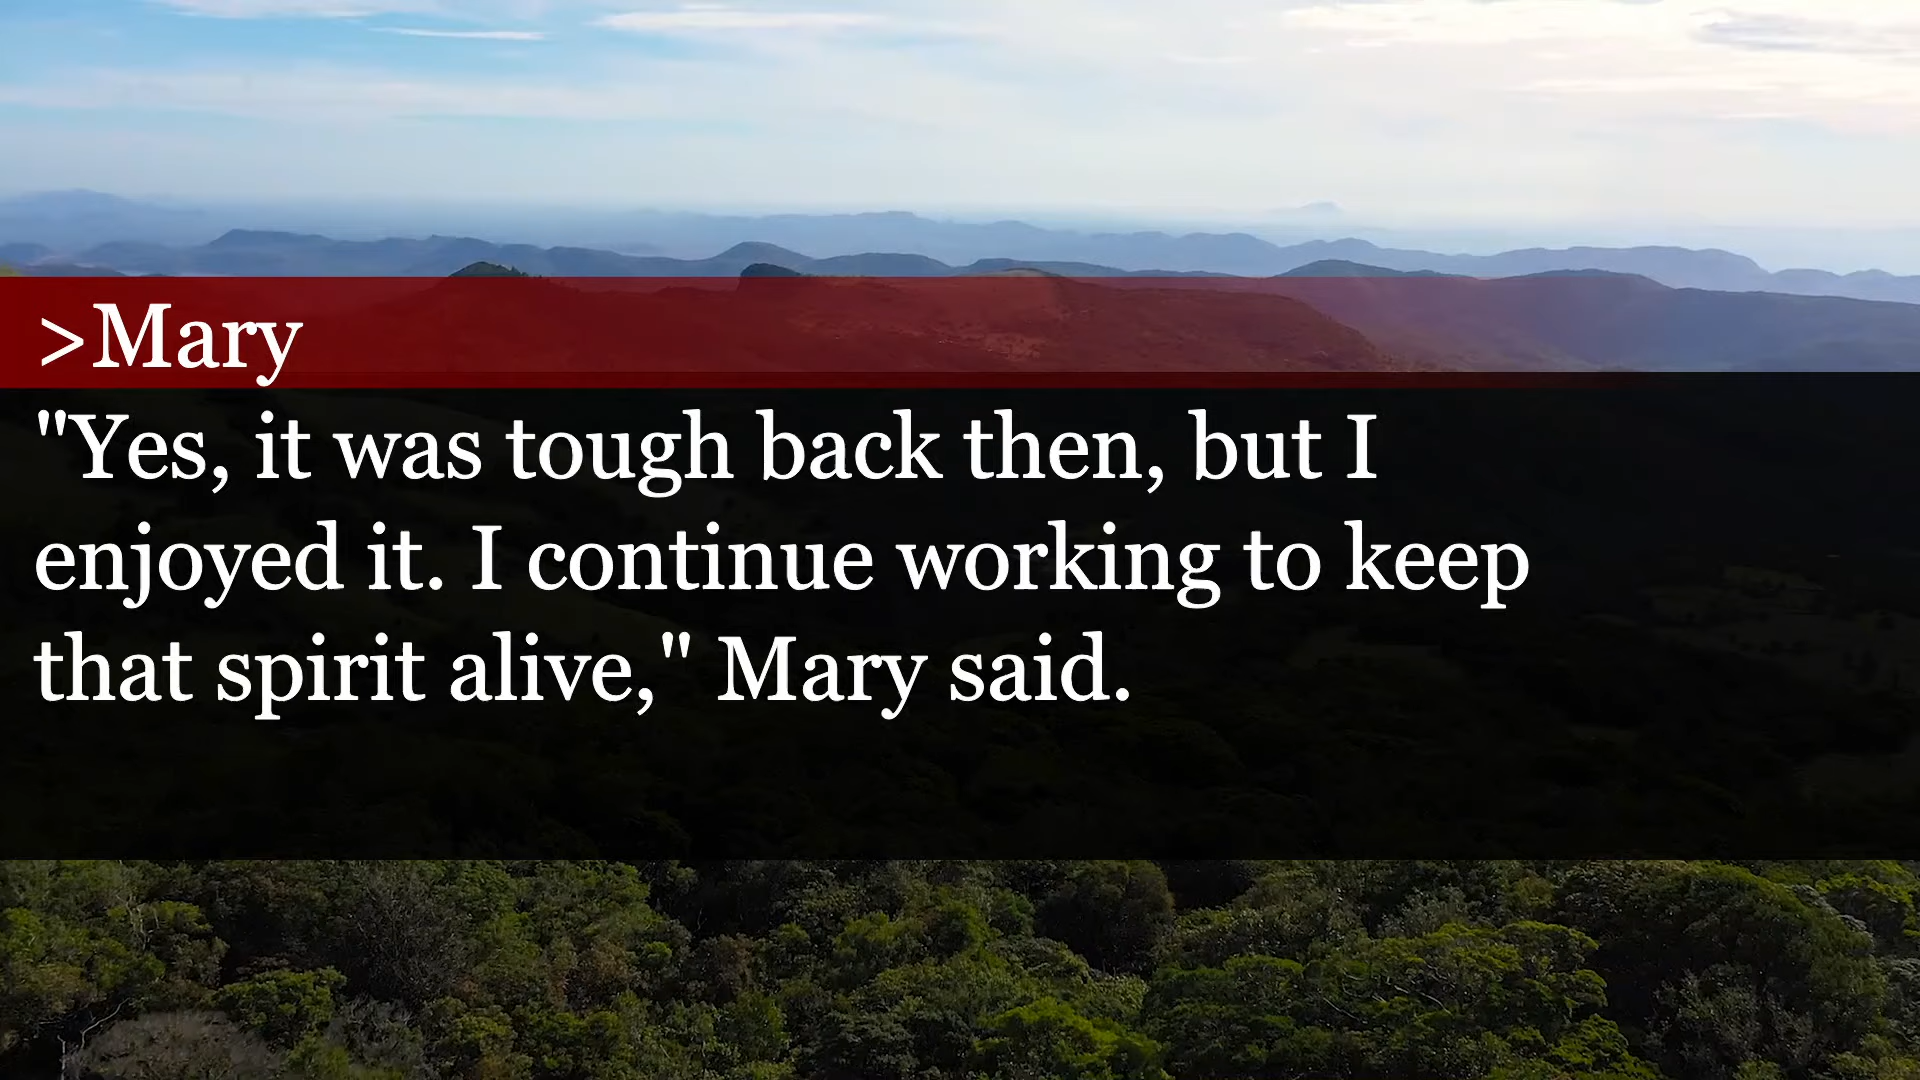 >Mary
"Yes, it was tough back then, but I
enjoyed it. I continue working to keep
that spirit alive," Mary said.